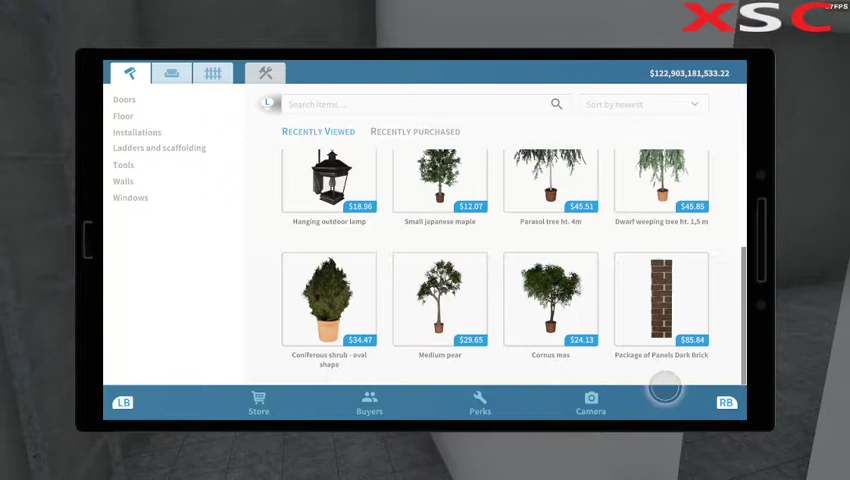 XSC
FPS
$122,903,181,533.22
Doors
Floor
Installations
Ladders and scaffolding
Tools
Walls
Windows
L
Search items...
Sort by newest
RECENTLY VIEWED
RECENTLY PURCHASED
$18.96
$12.07
$45.51
$45.85
Hanging outdoor lamp
Small japanese maple
Parasol tree ht. 4m
Dwarf weeping tree ht. 1,5 m
$34.47
$29.65
$24.13
$85.84
Coniferous shrub - oval
shape
Medium pear
Cornus mas
Package of Panels Dark Brick
LB
Store
Buyers
Perks
Camera
RB